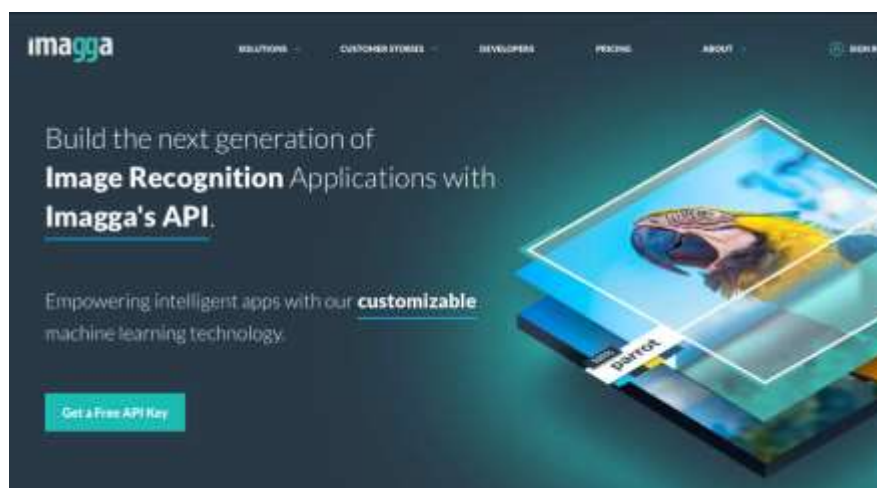 imagga
SOLUTIONS
CUSTOMER STORIES
DEVELOPERS
PRICING
ABOUT
SIGN
Build the next generation of
Image Recognition Applications with
Imagga's API.
Empowering intelligent apps with our customizable
machine learning technology.
parrot
Get a Free API Key